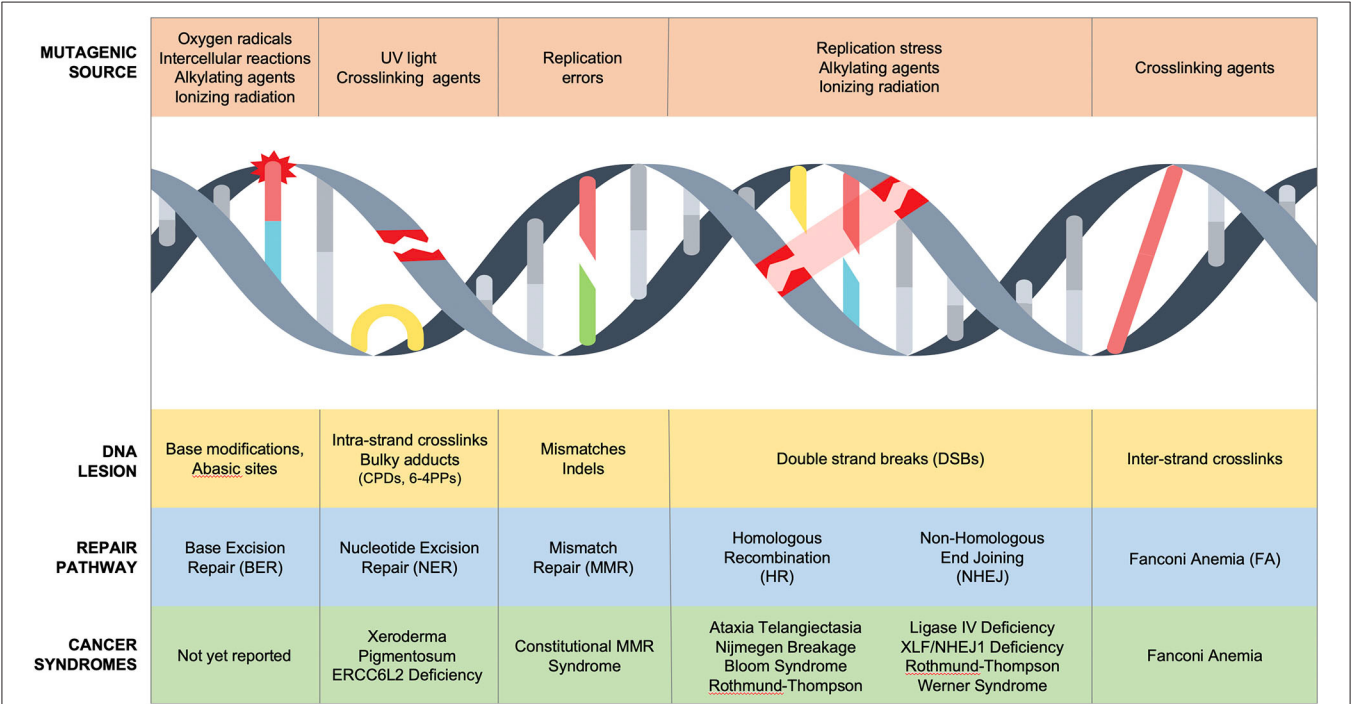 MUTAGENIC
SOURCE
Oxygen radicals
Intercellular reactions
Alkylating agents
Ionizing radiation
UV light
Crosslinking agents
Replication
errors
Replication stress
Alkylating agents
Ionizing radiation
Crosslinking agents
DNA
LESION
Base modifications,
Abasic sites
Intra-strand crosslinks
Bulky adducts
(CPDs, 6-4PPs)
Mismatches
Indels
Double strand breaks (DSBs)
Inter-strand crosslinks
REPAIR
PATHWAY
Base Excision
Repair (BER)
Nucleotide Excision
Repair (NER)
Mismatch
Repair (MMR)
Homologous
Recombination
(HR)
Non-Homologous
End Joining
(NHEJ)
Fanconi Anemia (FA)
CANCER
SYNDROMES
Not yet reported
Xeroderma
Pigmentosum
ERCC6L2 Deficiency
Constitutional MMR
Syndrome
Ataxia Telangiectasia
Nijmegen Breakage
Bloom Syndrome
Rothmund-Thompson
Ligase IV Deficiency
XLF/NHEJ1 Deficiency
Rothmund-Thompson
Werner Syndrome
Fanconi Anemia